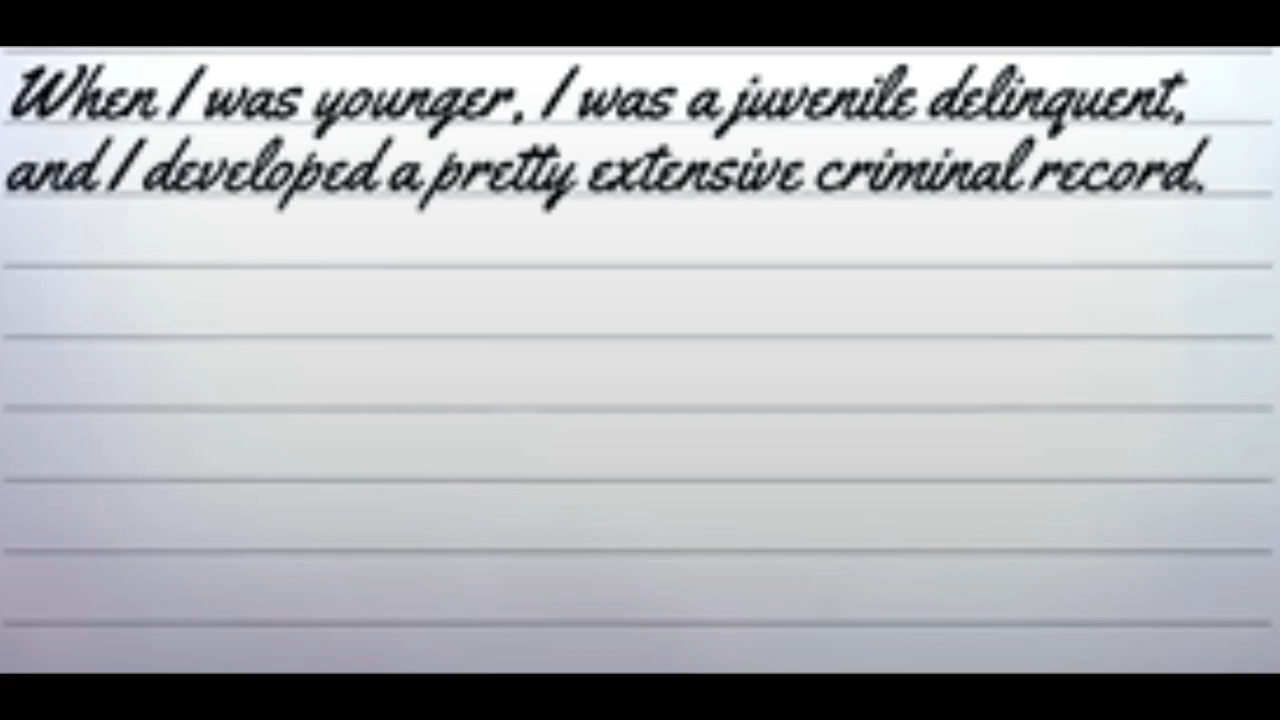 When I was younger, I was a juvenile delinquent,
and I developed a pretty extensive criminal record.